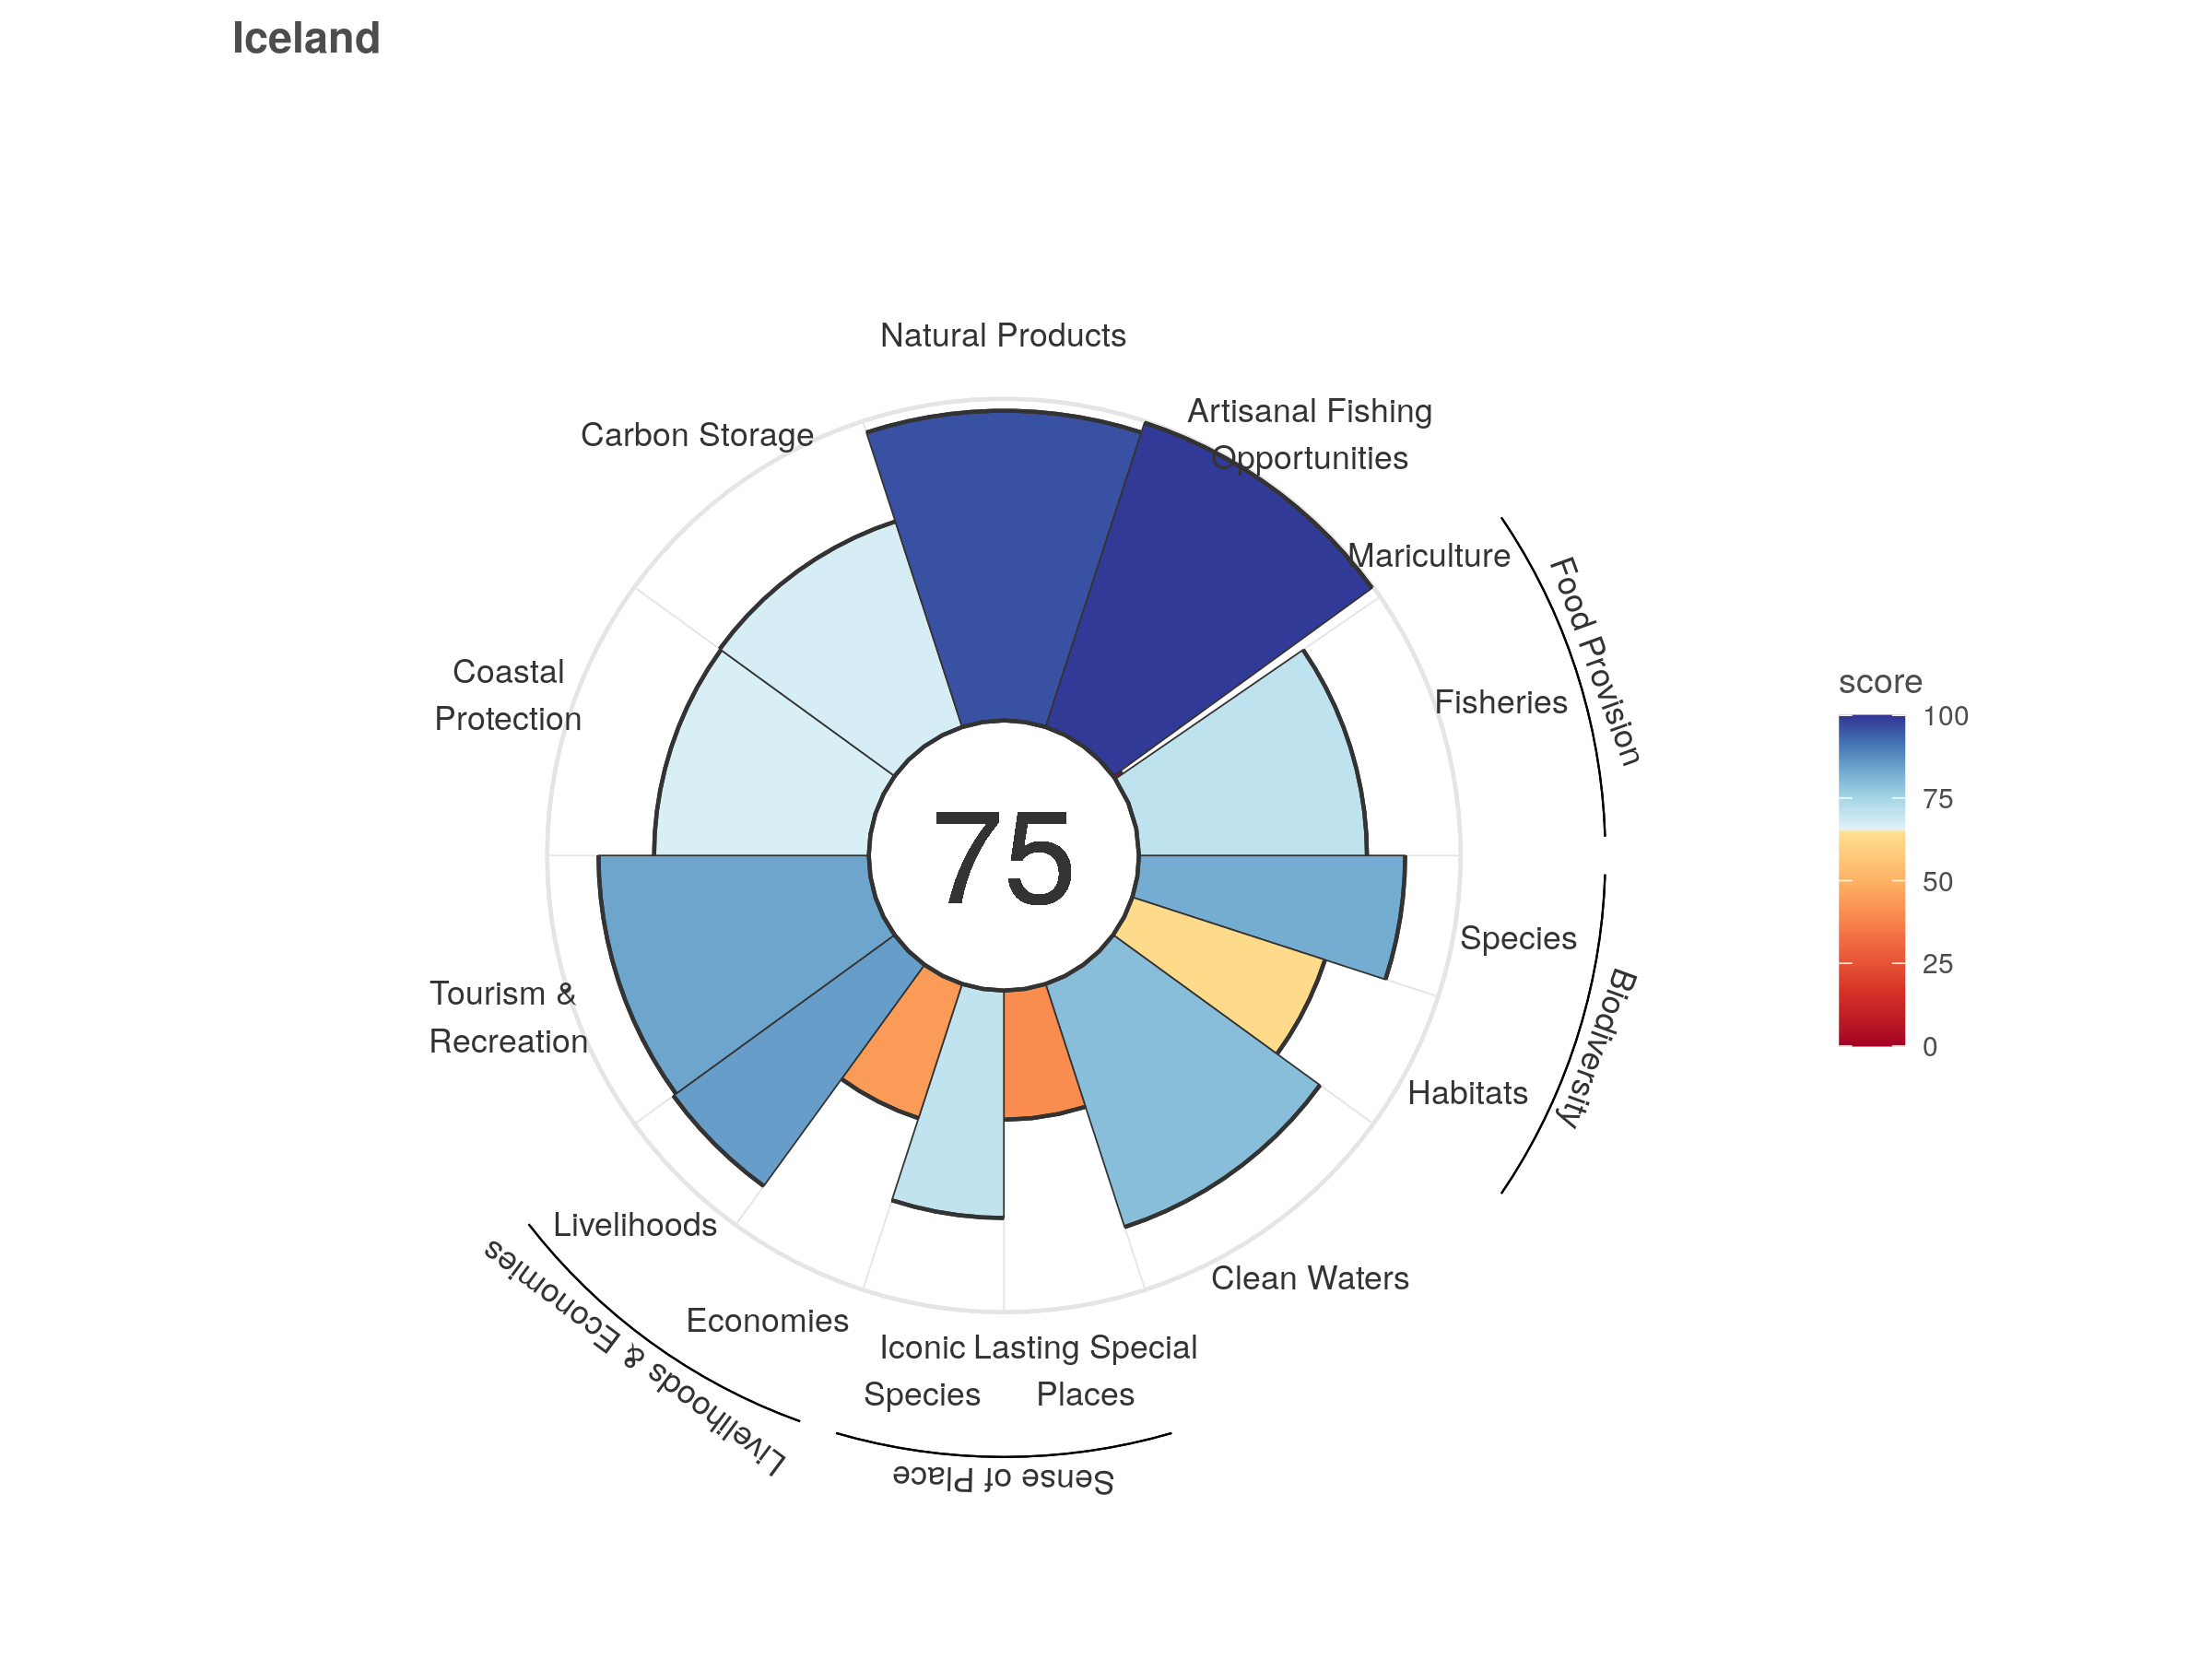 Iceland
Natural Products
Artisanal Fishing
Opportunities
Carbon Storage
Mariculture
Food Provision
Coastal
Protection
Fisheries
score
100
75
50
25
0
75
Species
Biodiversity
Tourism &
Recreation
Habitats
Livelihoods
Clean Waters
Livelihoods & Economies
Economies
Iconic
Species
Lasting Special
Places
Sense of Place